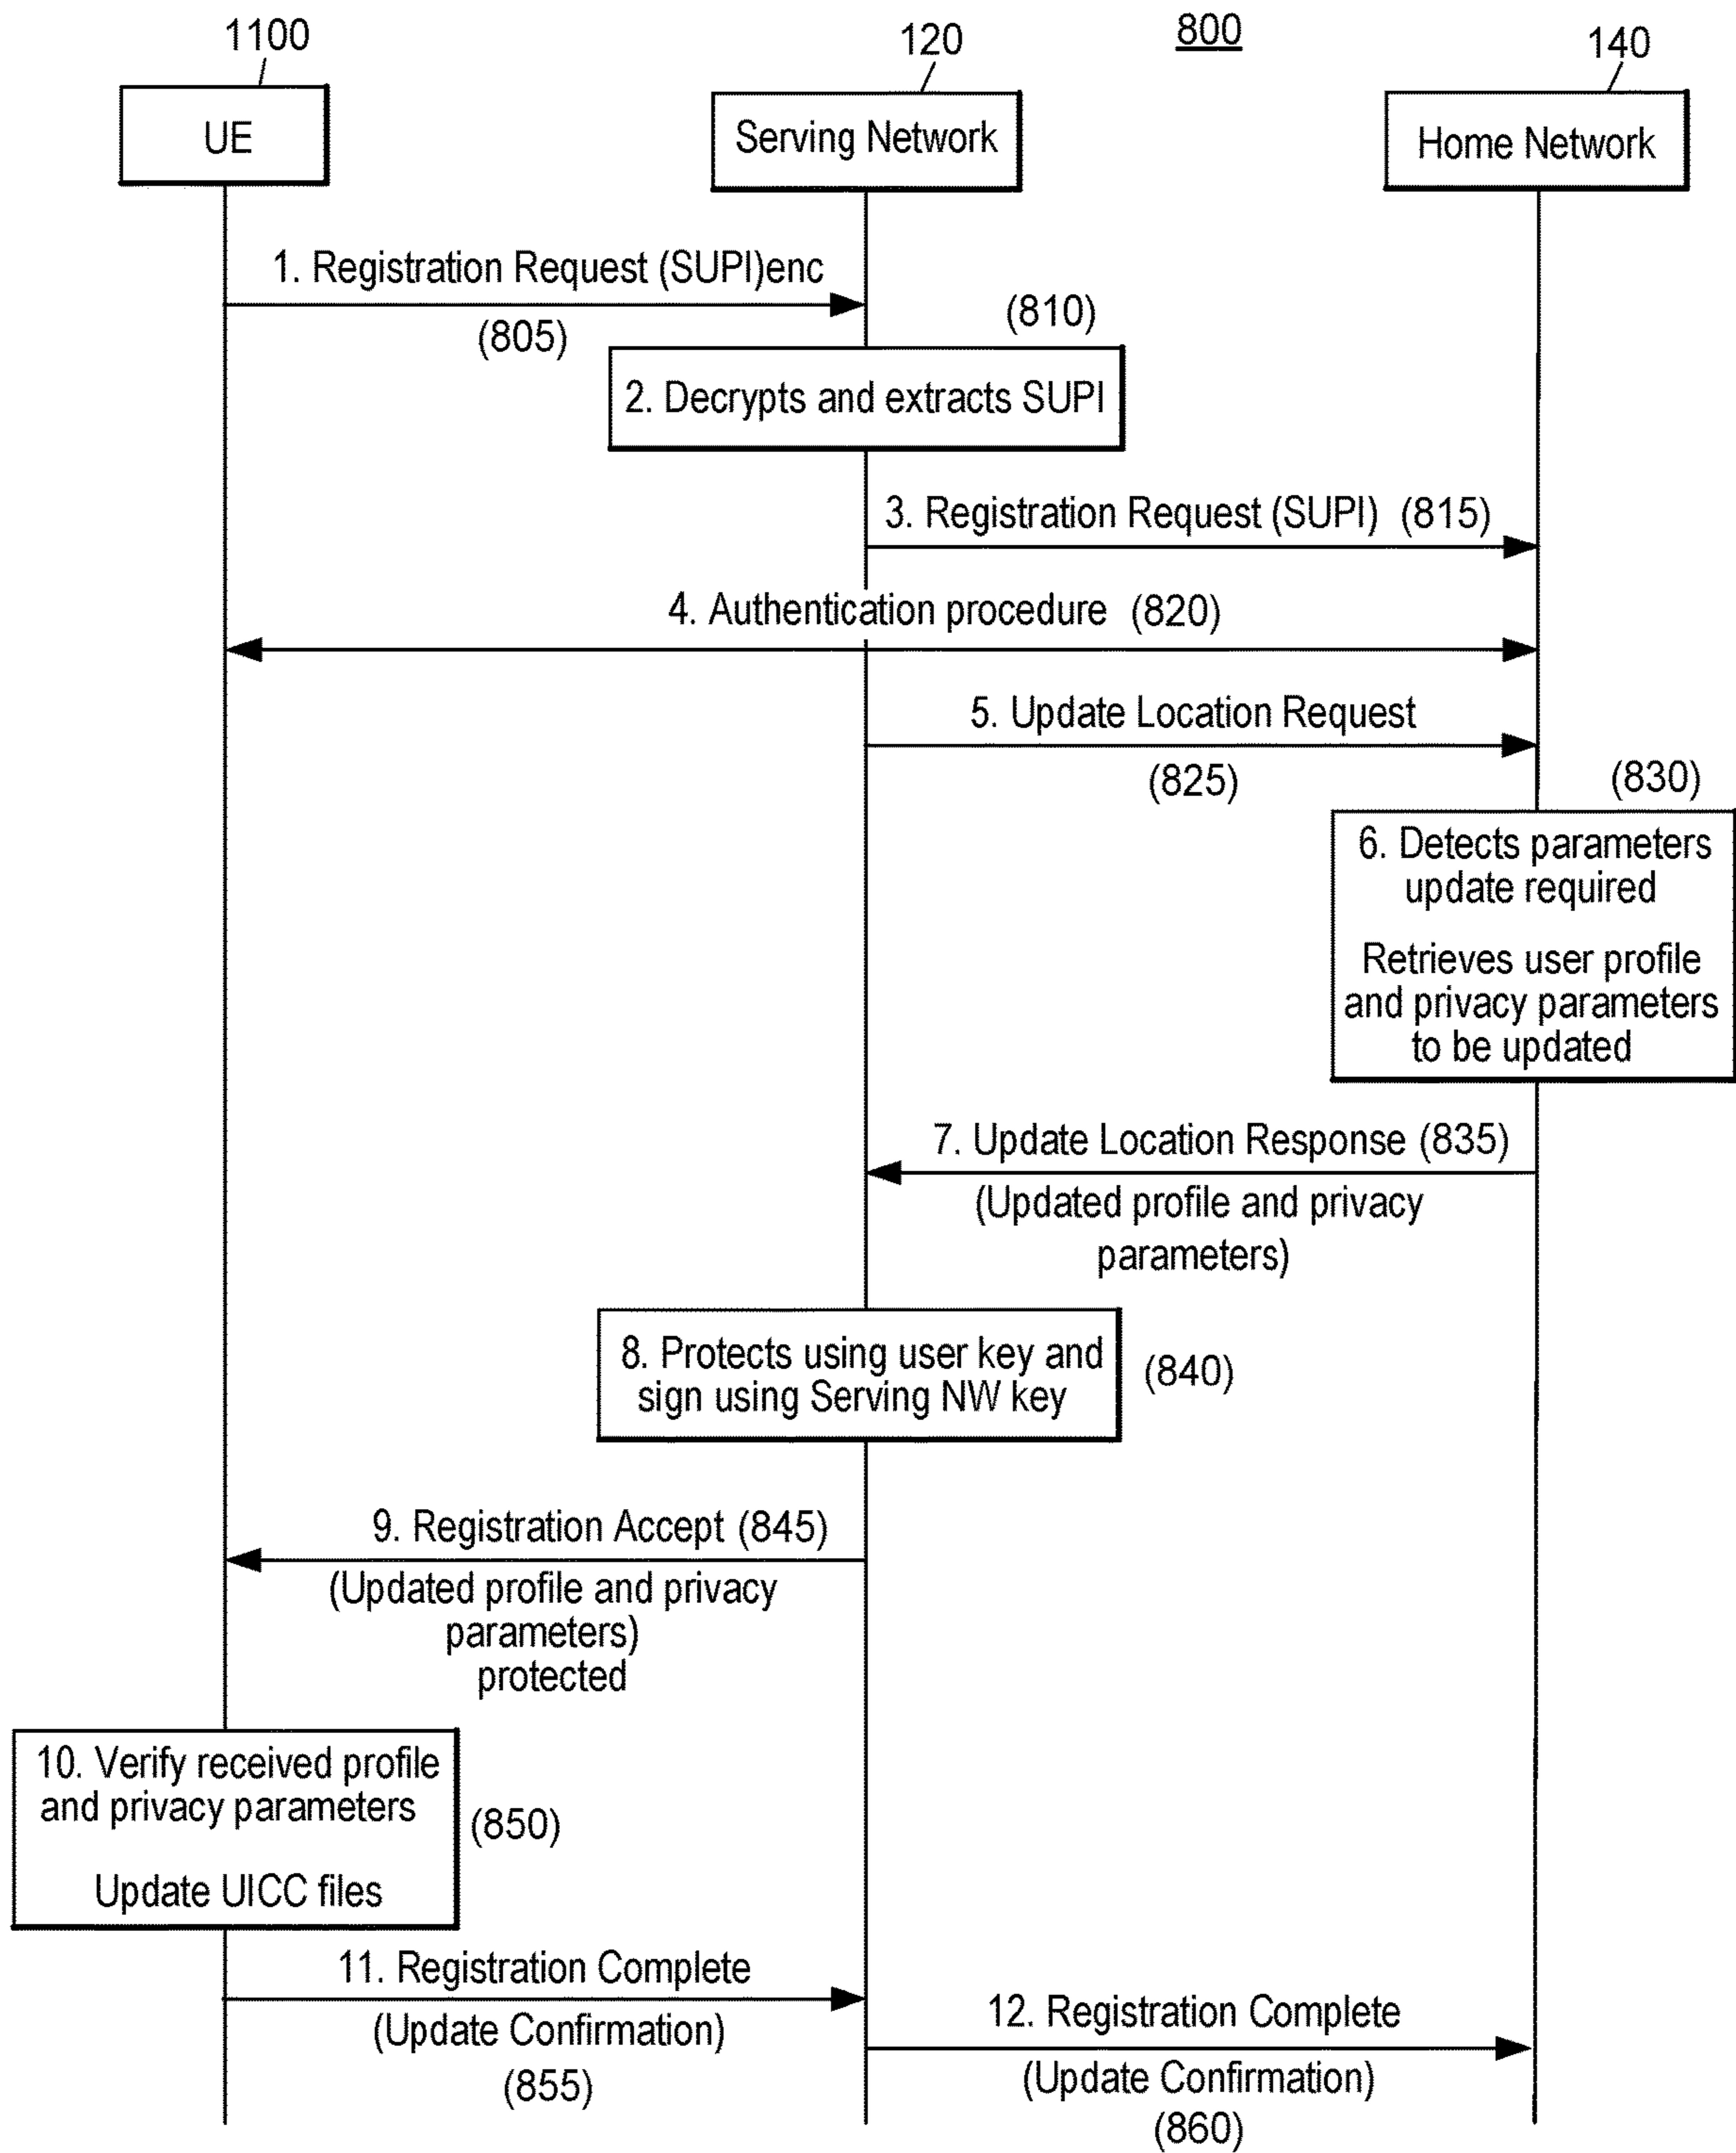 1100
120
800
140
UE
Serving Network
Home Network
1. Registration Request (SUPI)enc
(805)
(810)
2. Decrypts and extracts SUPI
3. Registration Request (SUPI) (815)
4. Authentication procedure (820)
5. Update Location Request
(825)
(830)
6. Detects parameters
update required
Retrieves user profile
and privacy parameters
to be updated
7. Update Location Response (835)
(Updated profile and privacy
parameters)
8. Protects using user key and
sign using Serving NW key
(840)
9. Registration Accept (845)
(Updated profile and privacy
parameters)
protected
10. Verify received profile
and privacy parameters
(850)
Update UICC files
11. Registration Complete
(Update Confirmation)
(855)
12. Registration Complete
(Update Confirmation)
(860)